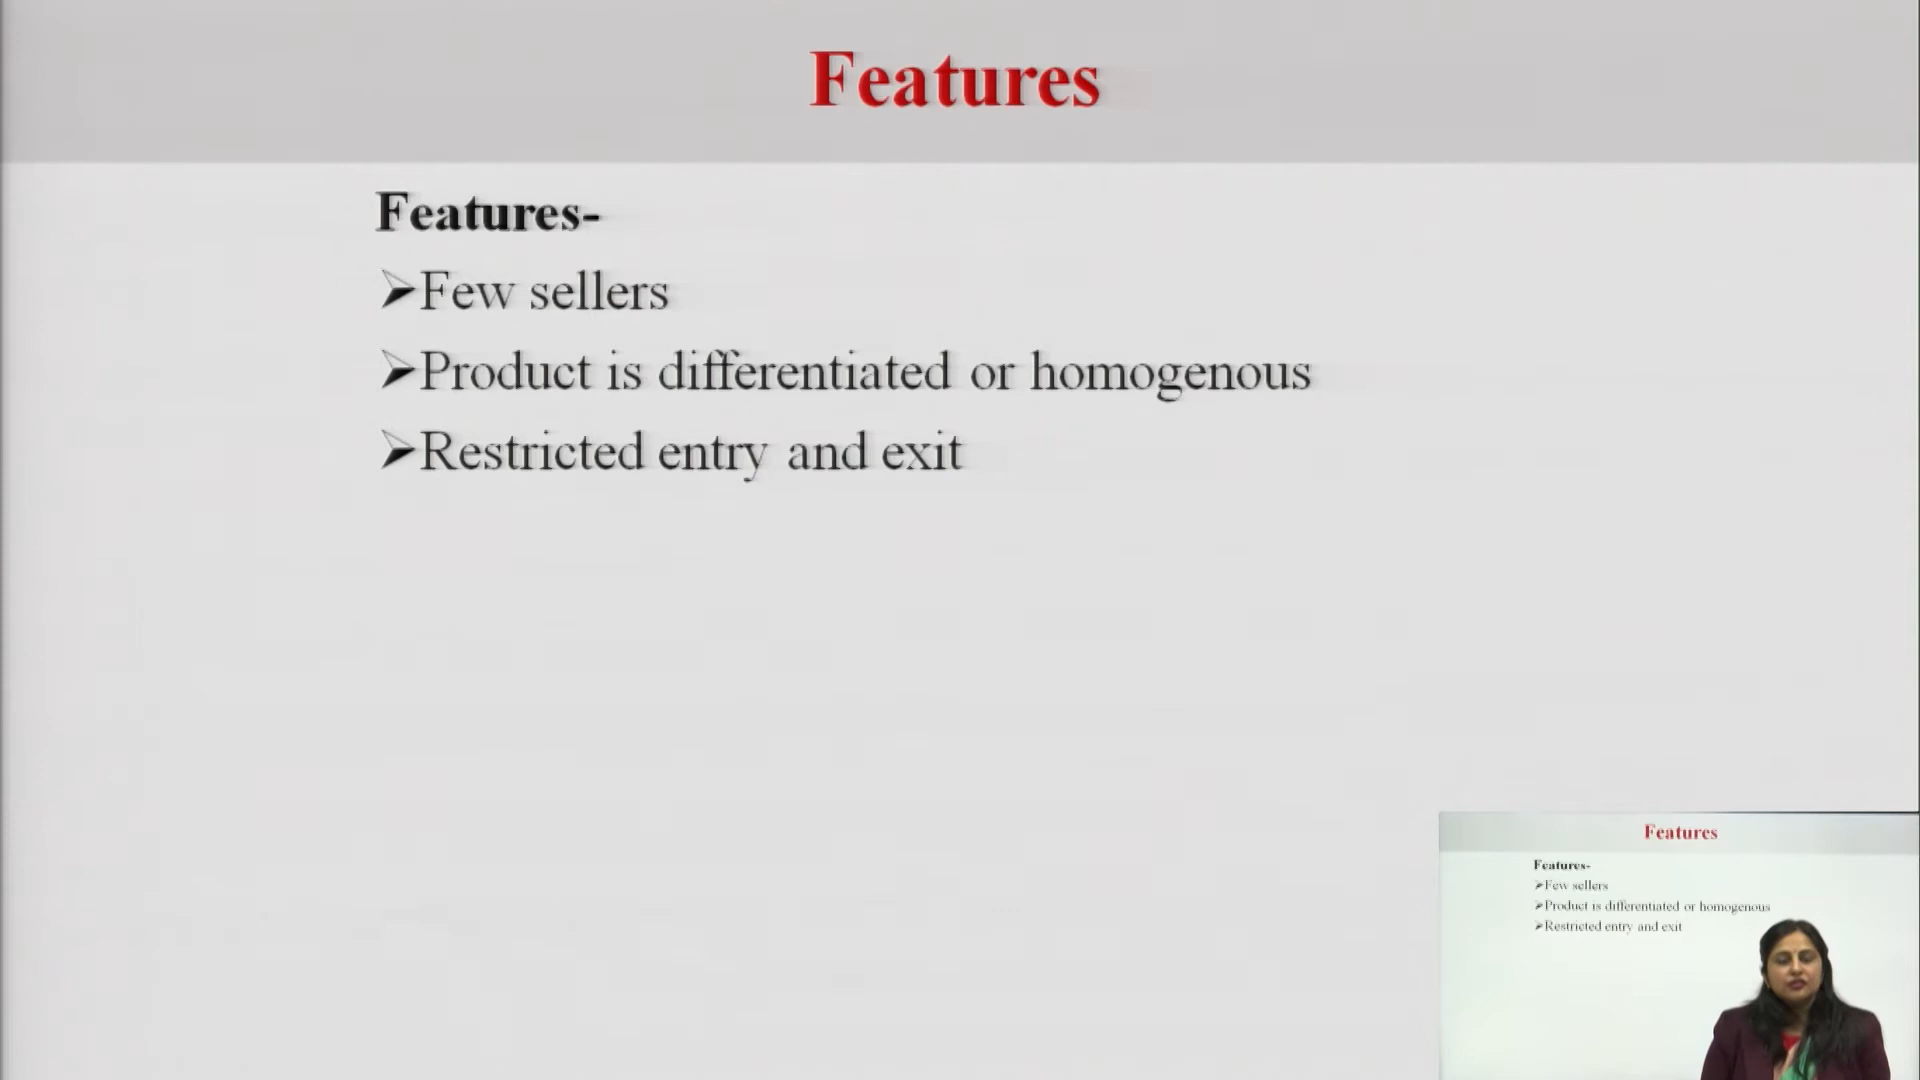 Features
Features-
➢Few sellers
➢Product is differentiated or homogenous
➢Restricted entry and exit
Features
Features-
➢Few sellers
➢Product is differentiated or homogenous
➢Restricted entry and exit